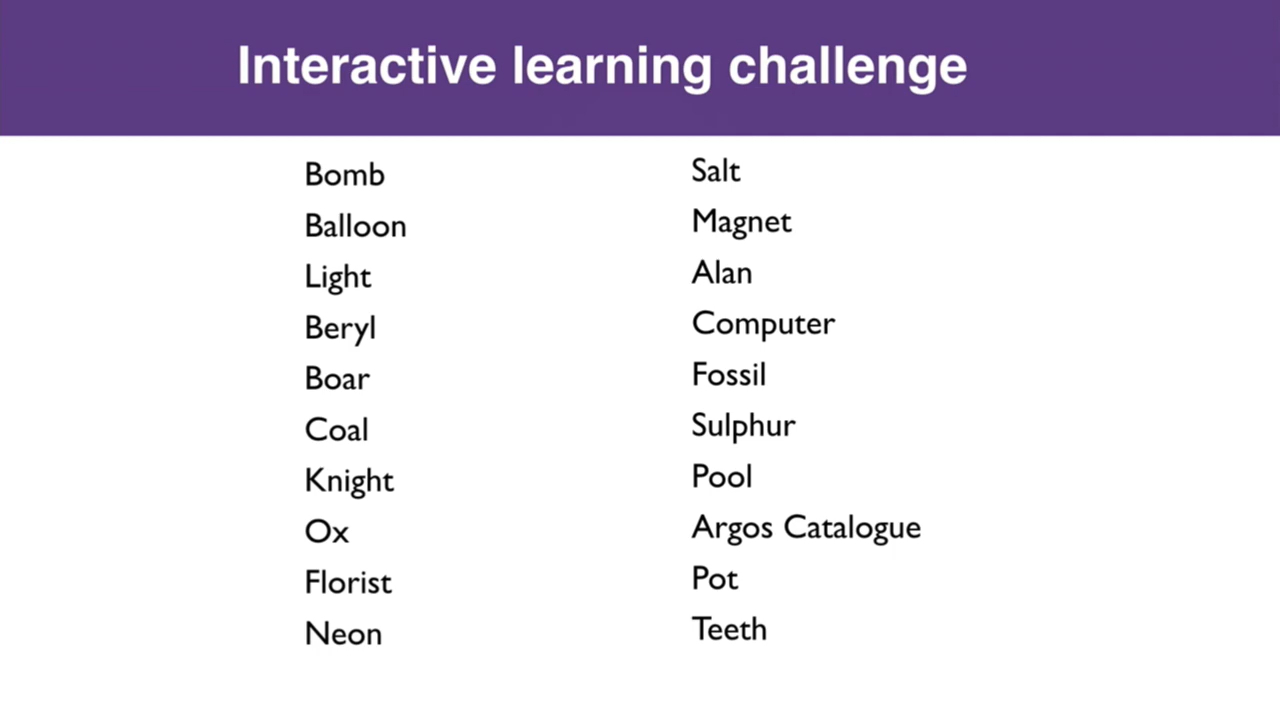 Interactive learning challenge
Bomb
Balloon
Light
Beryl
Boar
Coal
Knight
Ox
Florist
Neon
Salt
Magnet
Alan
Computer
Fossil
Sulphur
Pool
Argos Catalogue
Pot
Teeth